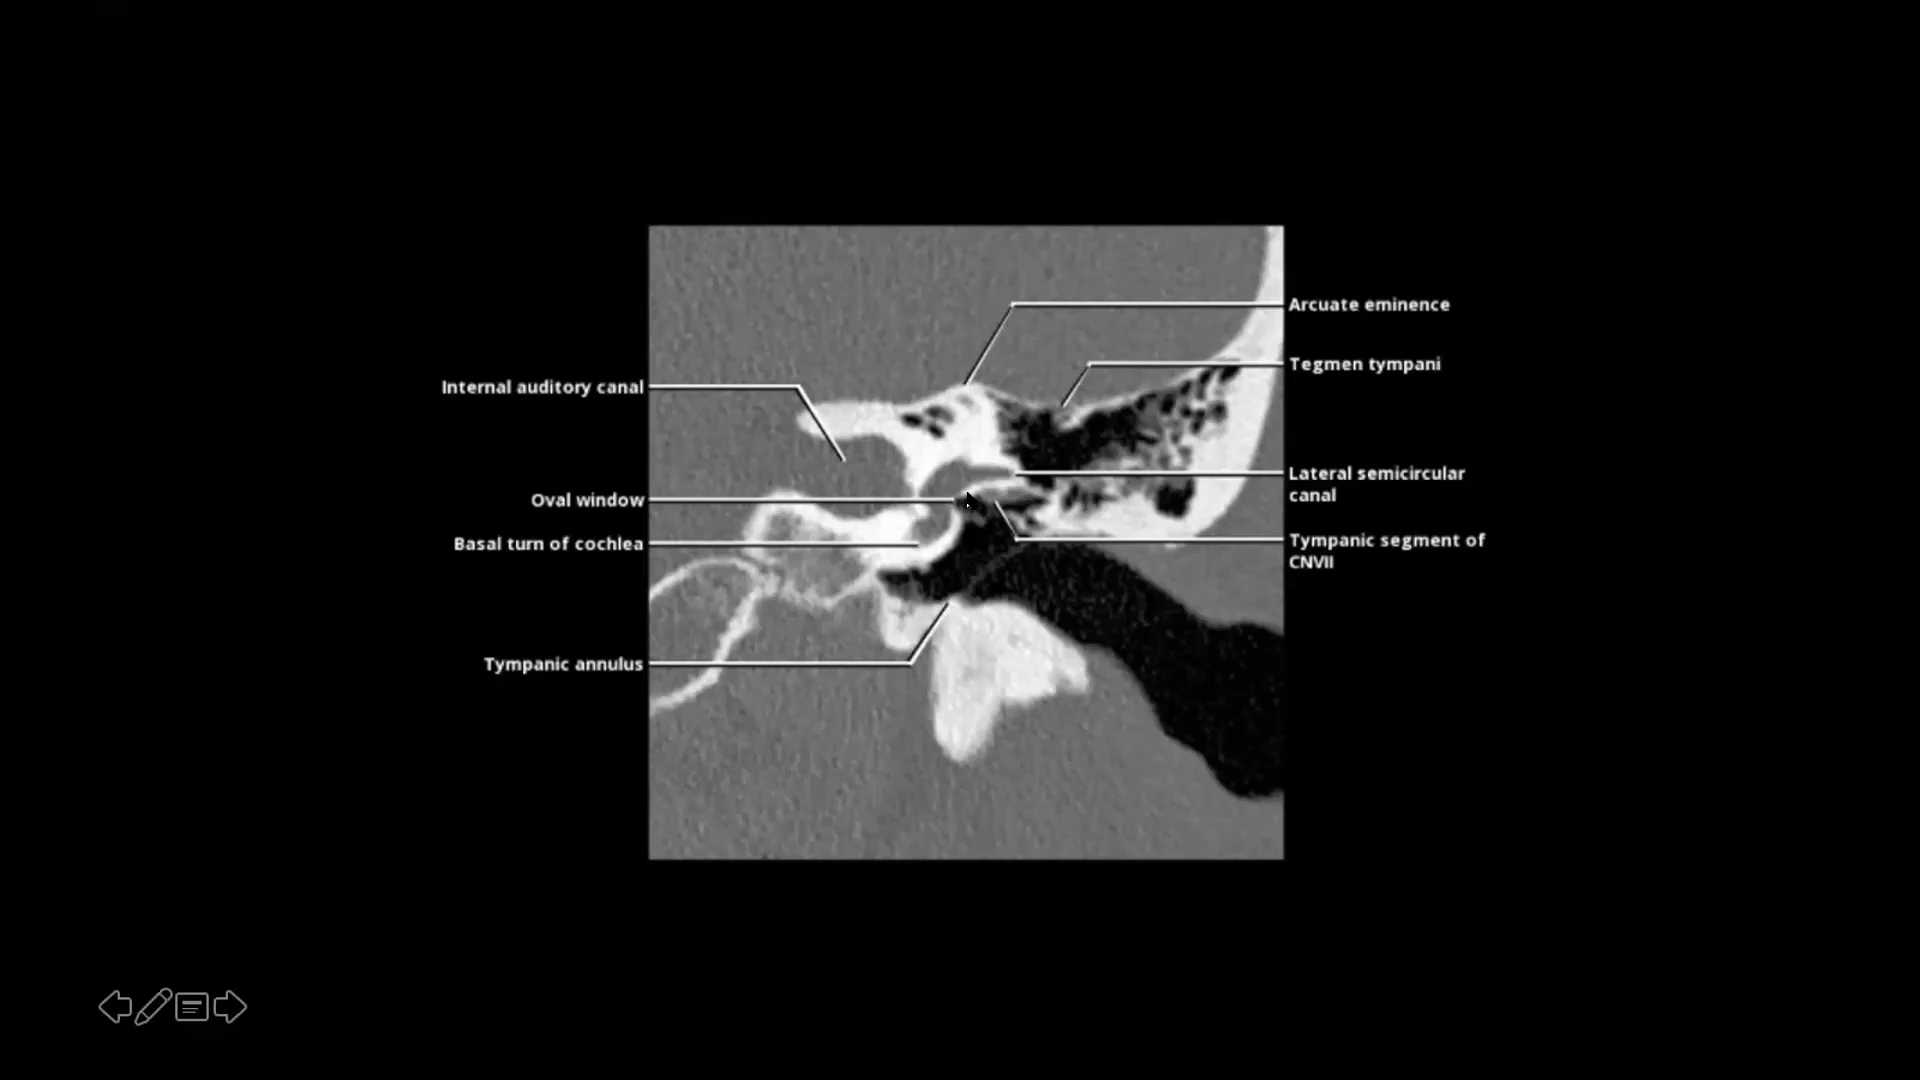 Arcuate eminence
Tegmen tympani
Internal auditory canal
Lateral semicircular
canal
Oval window
Basal turn of cochlea
Tympanic segment of
CNVII
Tympanic annulus